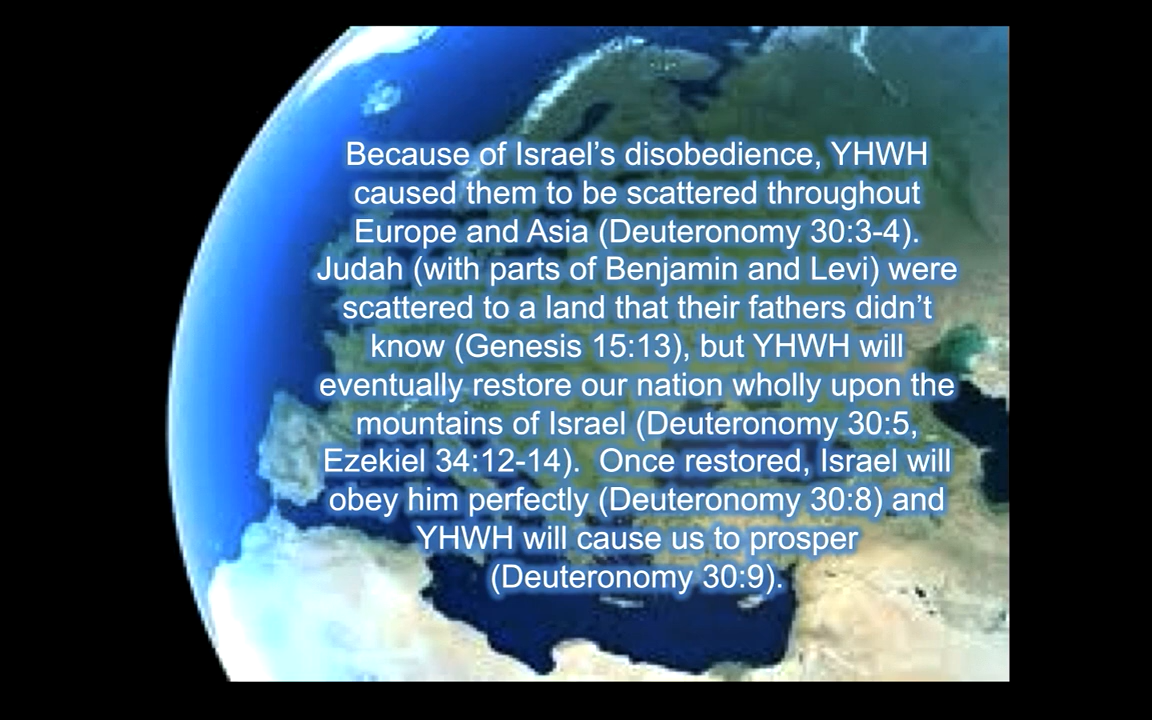 Because of Israel’s disobedience, YHWH
caused them to be scattered throughout
Europe and Asia (Deuteronomy 30:3-4).
Judah (with parts of Benjamin and Levi) were
scattered to a land that their fathers didn’t
know (Genesis 15:13), but YHWH will
eventually restore our nation wholly upon the
mountains of Israel (Deuteronomy 30:5,
Ezekiel 34:12-14).  Once restored, Israel will
obey him perfectly (Deuteronomy 30:8) and
YHWH will cause us to prosper
(Deuteronomy 30:9).